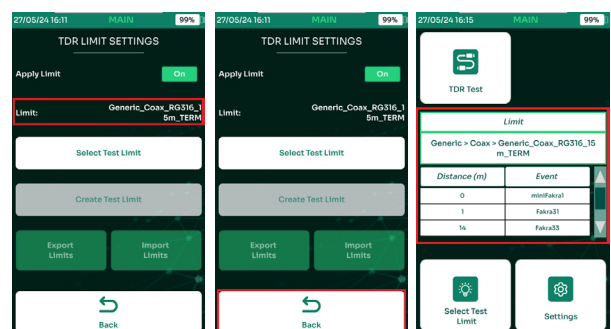 27/05/24 16:11 MAIN 99%
TDR LIMIT SETTINGS
Apply Limit On
Limit: Generic_Coax_RG316_1
5m_TERM
Select Test Limit
Create Test Limit
Export
Limits
Import
Limits
Back
27/05/24 16:11 MAIN 99%
TDR LIMIT SETTINGS
Apply Limit On
Limit: Generic_Coax_RG316_1
5m_TERM
Select Test Limit
Create Test Limit
Export
Limits
Import
Limits
Back
27/05/24 16:15 MAIN 99%
TDR Test
Limit
Generic > Coax > Generic_Coax_RG316_15
m_TERM
Distance (m) Event
0 miniFakra1
1 Fakra31
14 Fakra33
Select Test
Limit
Settings